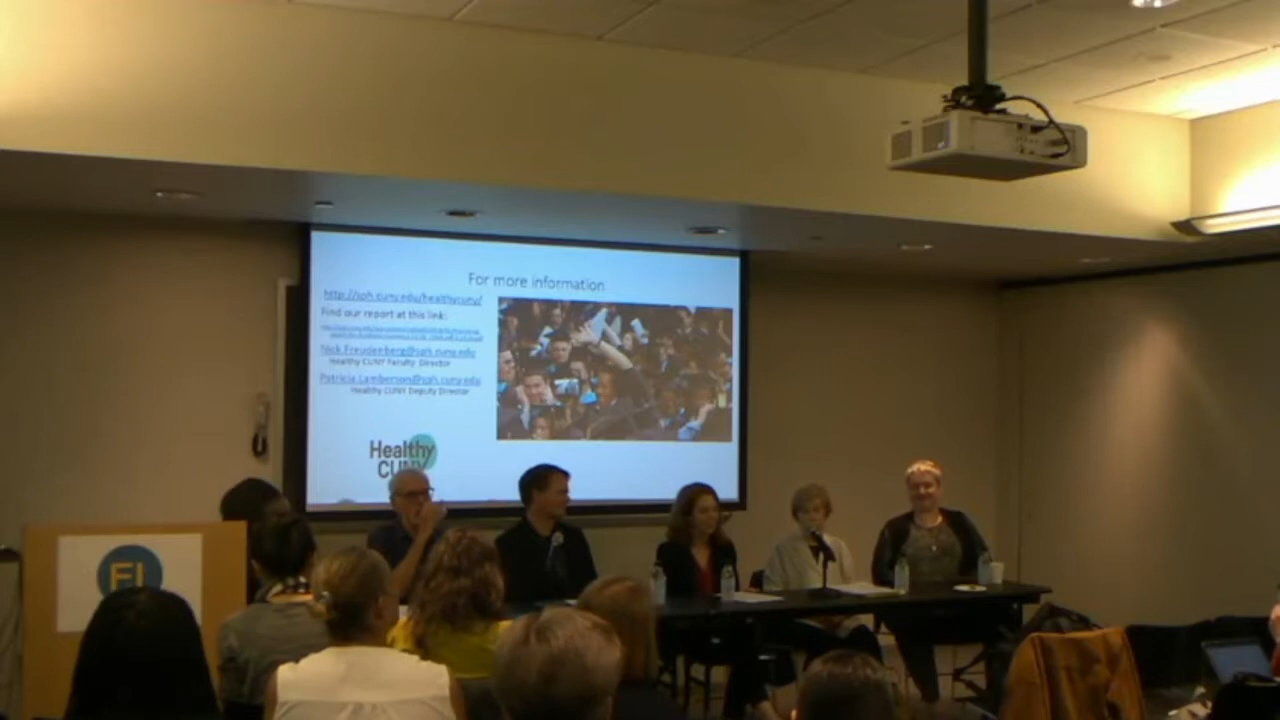 For more information
http://sph.cuny.edu/healthycuny/
Find our report at this link:
Nick.Freudenberg@sph.cuny.edu
Healthy CUNY Faculty Director
Patricia.Lamberson@sph.cuny.edu
Healthy CUNY Deputy Director
Healthy
CUNY
FI